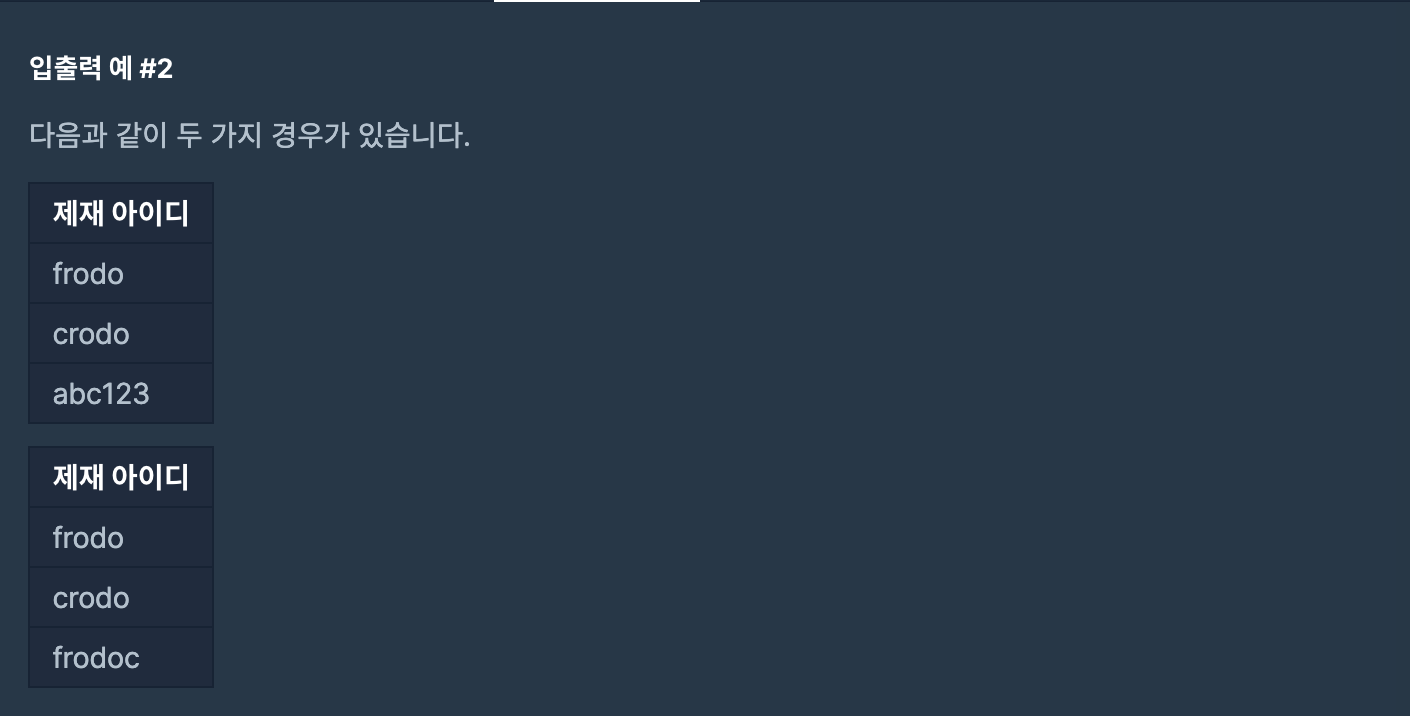 입출력 예 #2
다음과 같이 두 가지 경우가 있습니다.
제재 아이디
frodo
crodo
abc123
제재 아이디
frodo
crodo
frodoc